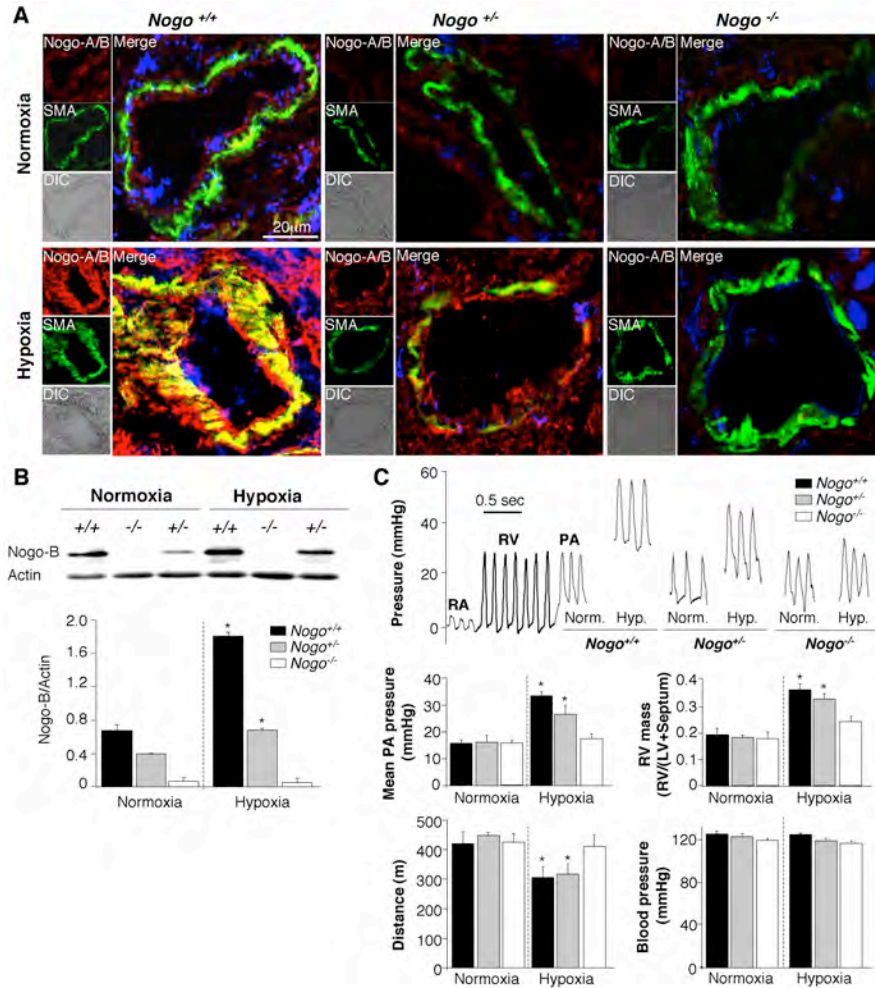 A
Nogo +/+ Nogo +/- Nogo -/-
Normoxia
Nogo-A/B Merge Nogo-A/B Merge Nogo-A/B Merge
SMA SMA SMA
DIC DIC DIC
20µm
Hypoxia
Nogo-A/B Merge Nogo-A/B Merge Nogo-A/B Merge
SMA SMA SMA
DIC DIC DIC
B
Normoxia Hypoxia
+/+ -/- +/- +/+ -/- +/-
Nogo-B
Actin
Nogo-B/Actin
2.0
1.6
1.2
0.8
0.4
0
* *
Nogo+/+
Nogo+/-
Nogo-/-
Normoxia Hypoxia
C
Pressure (mmHg)
60
40
20
0
0.5 sec
RA RV PA
Nogo+/+
Nogo+/-
Nogo-/-
Norm. Hyp. Norm. Hyp. Norm. Hyp.
Nogo+/+ Nogo+/- Nogo-/-
Mean PA pressure
(mmHg)
40
30
20
10
0
* *
Normoxia Hypoxia
RV mass
(RV/(LV+Septum)
0.4
0.3
0.2
0.1
0
* *
Normoxia Hypoxia
Distance (m)
500
400
300
200
100
0
* *
Normoxia Hypoxia
Blood pressure
(mmHg)
120
80
40
0
Normoxia Hypoxia